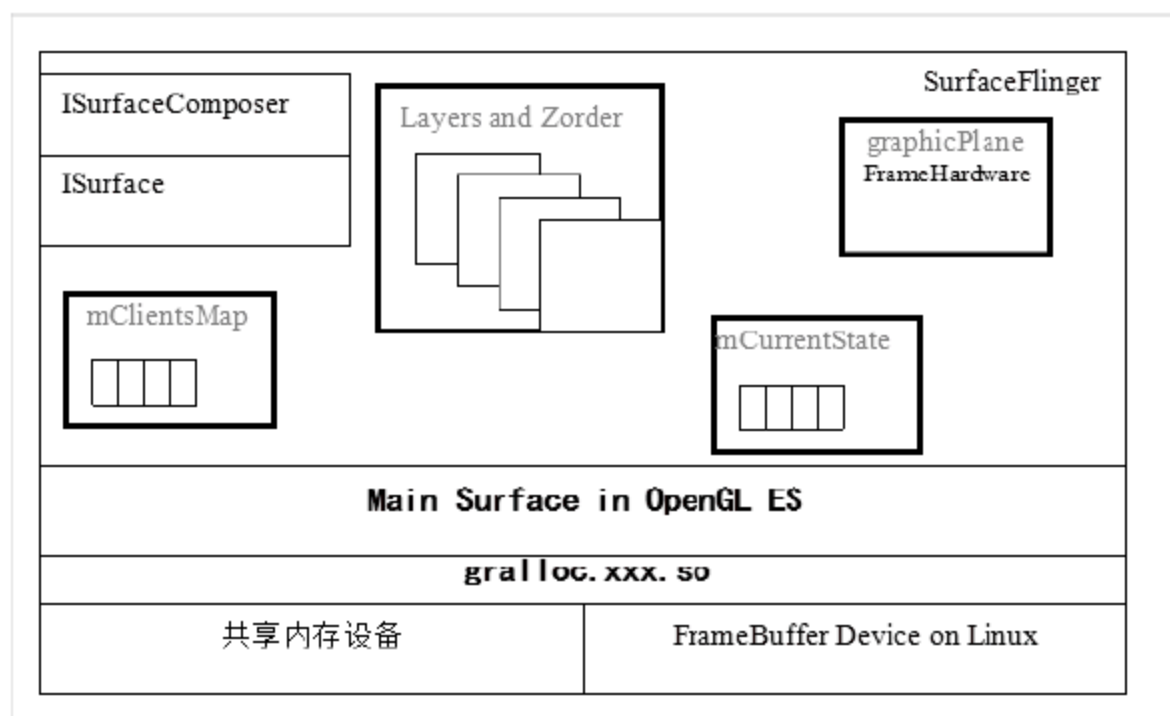 SurfaceFlinger
ISurfaceComposer
ISurface
Layers and Zorder
graphicPlane
FrameHardware
mClientsMap
mCurrentState
Main Surface in OpenGL ES
gralloc.xxx.so
共享内存设备
FrameBuffer Device on Linux